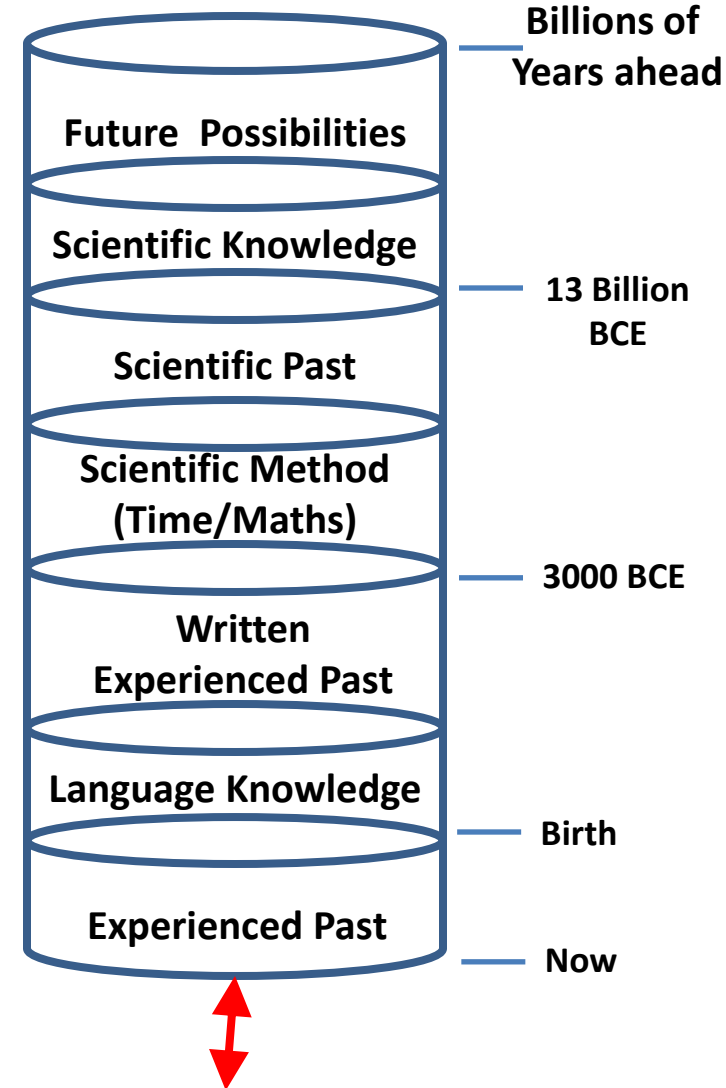 Billions of
Years ahead
Future Possibilities
Scientific Knowledge
13 Billion
BCE
Scientific Past
Scientific Method
(Time/Maths)
3000 BCE
Written
Experienced Past
Language Knowledge
Birth
Experienced Past
Now